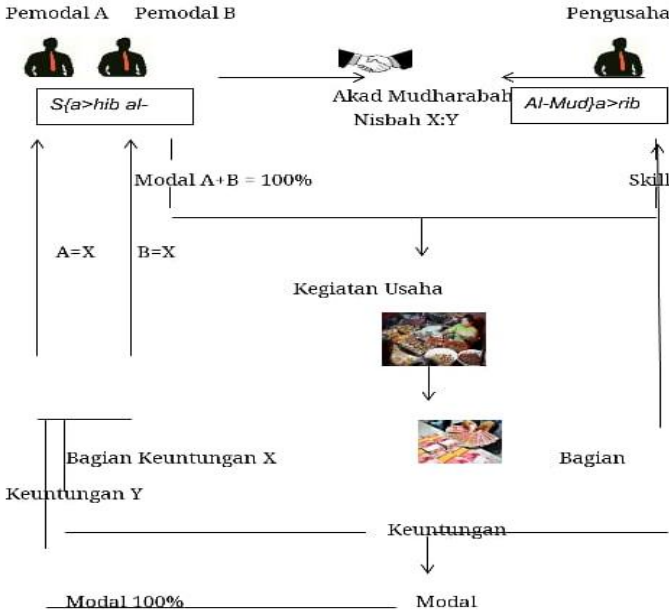 Pemodal A Pemodal B Pengusaha
S{a>hib al-
Akad Mudharabah
Nisbah X:Y
Al-Mud}a>rib
Modal A+B = 100% Skill
A=X B=X
Kegiatan Usaha
Bagian Keuntungan X Bagian
Keuntungan Y
Keuntungan
Modal 100% Modal